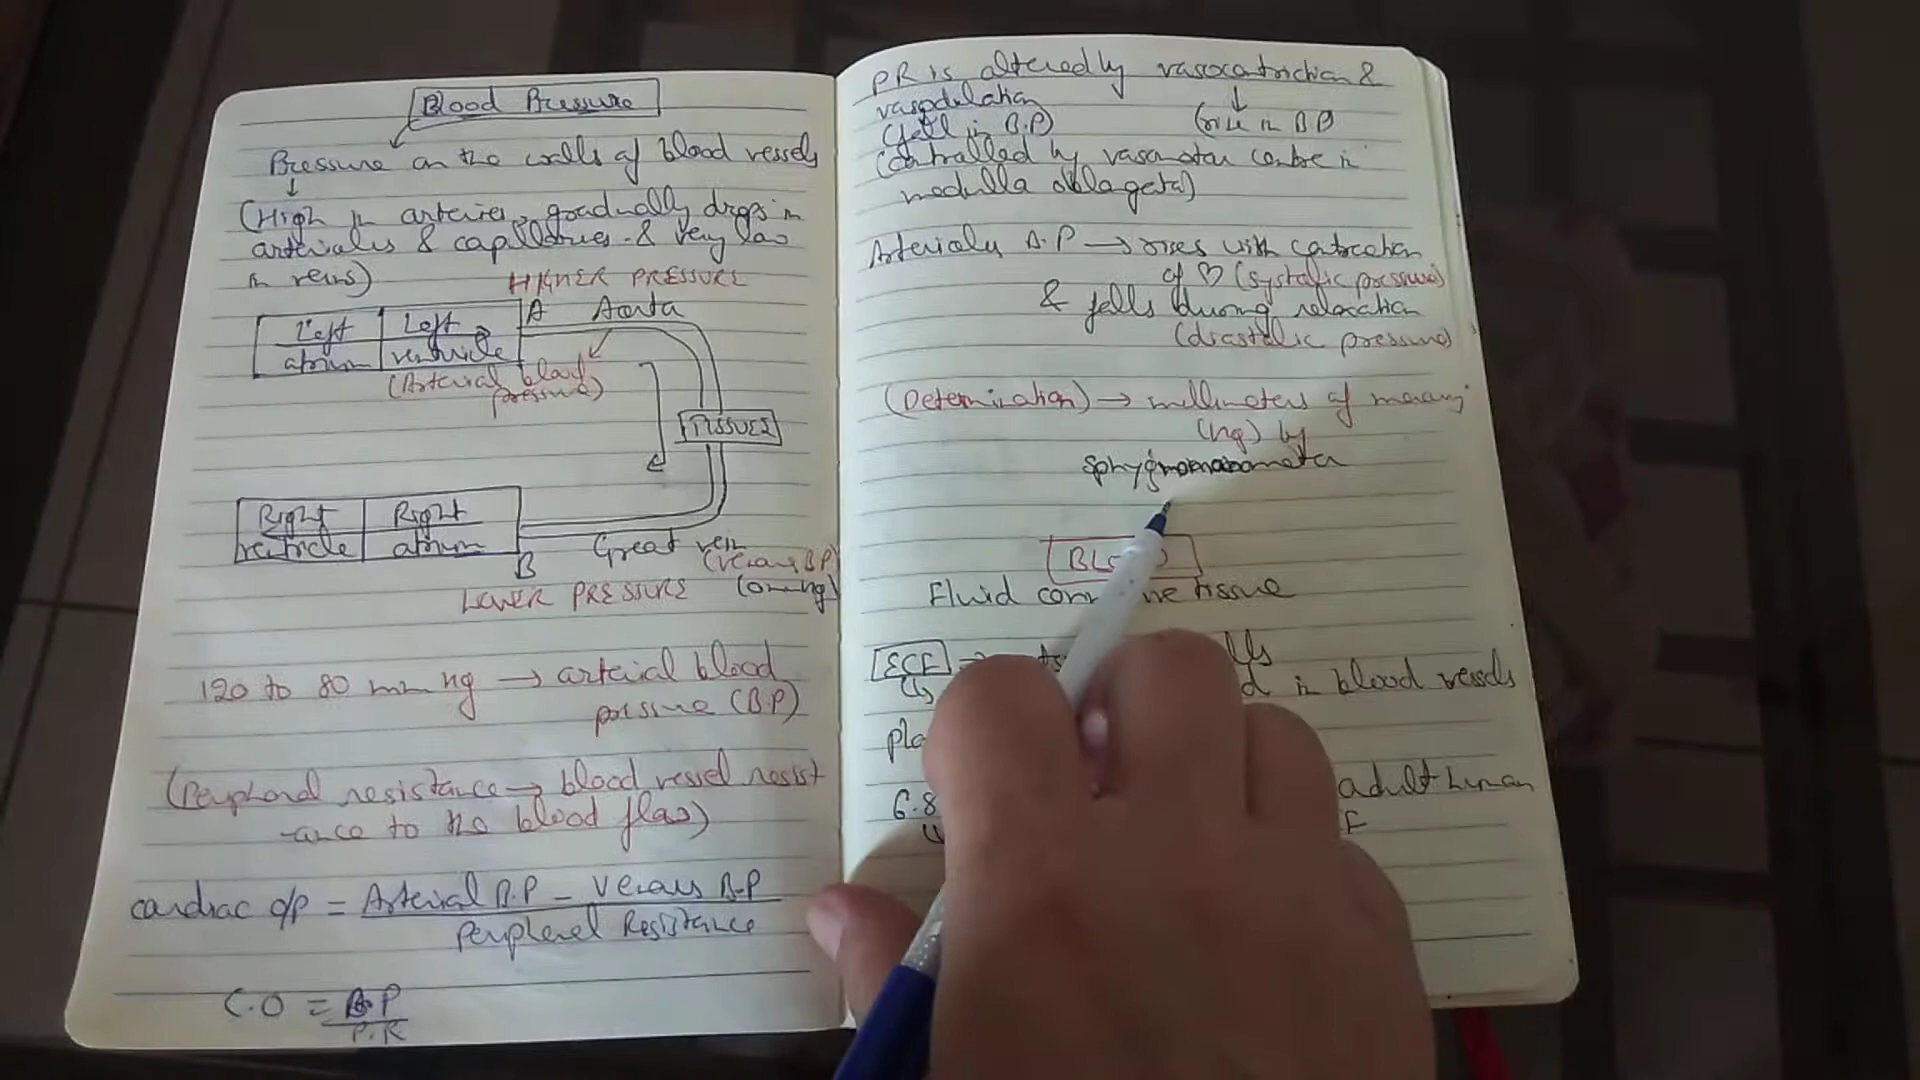 Blood Pressure
Pressure on the walls of blood vessels
(High in arteries, gradually drops in
arterioles & capillaries & very low
in veins)
HIGHER PRESSURE
A Aorta
Left Left
atrium ventricle
(Arterial blood
pressure)
TISSUES
Right Right
ventricle atrium
B
Great vein
(Venous BP)
(0mmHg)
LOWER PRESSURE
120 to 80 mm Hg → arterial blood
pressure (B.P)
(Peripheral resistance → blood vessel resist
-ance to the blood flow)
cardiac o/p = Arterial B.P - Venous B.P
Peripheral Resistance
C.O = B.P
P.R
PR is altered by vasoconstriction &
vasodilation
(rise in BP
(fall in B.P)
(controlled by vasomotor centre in
medulla oblongata)
Arterial B.P → rises with contraction
of ♡ (systolic pressure)
& falls during relaxation
(diastolic pressure)
(Determination) → millimeters of mercury
(Hg) by
sphygmomanometer
Fluid tissue
ECF →
in blood vessels
6.8
adult human